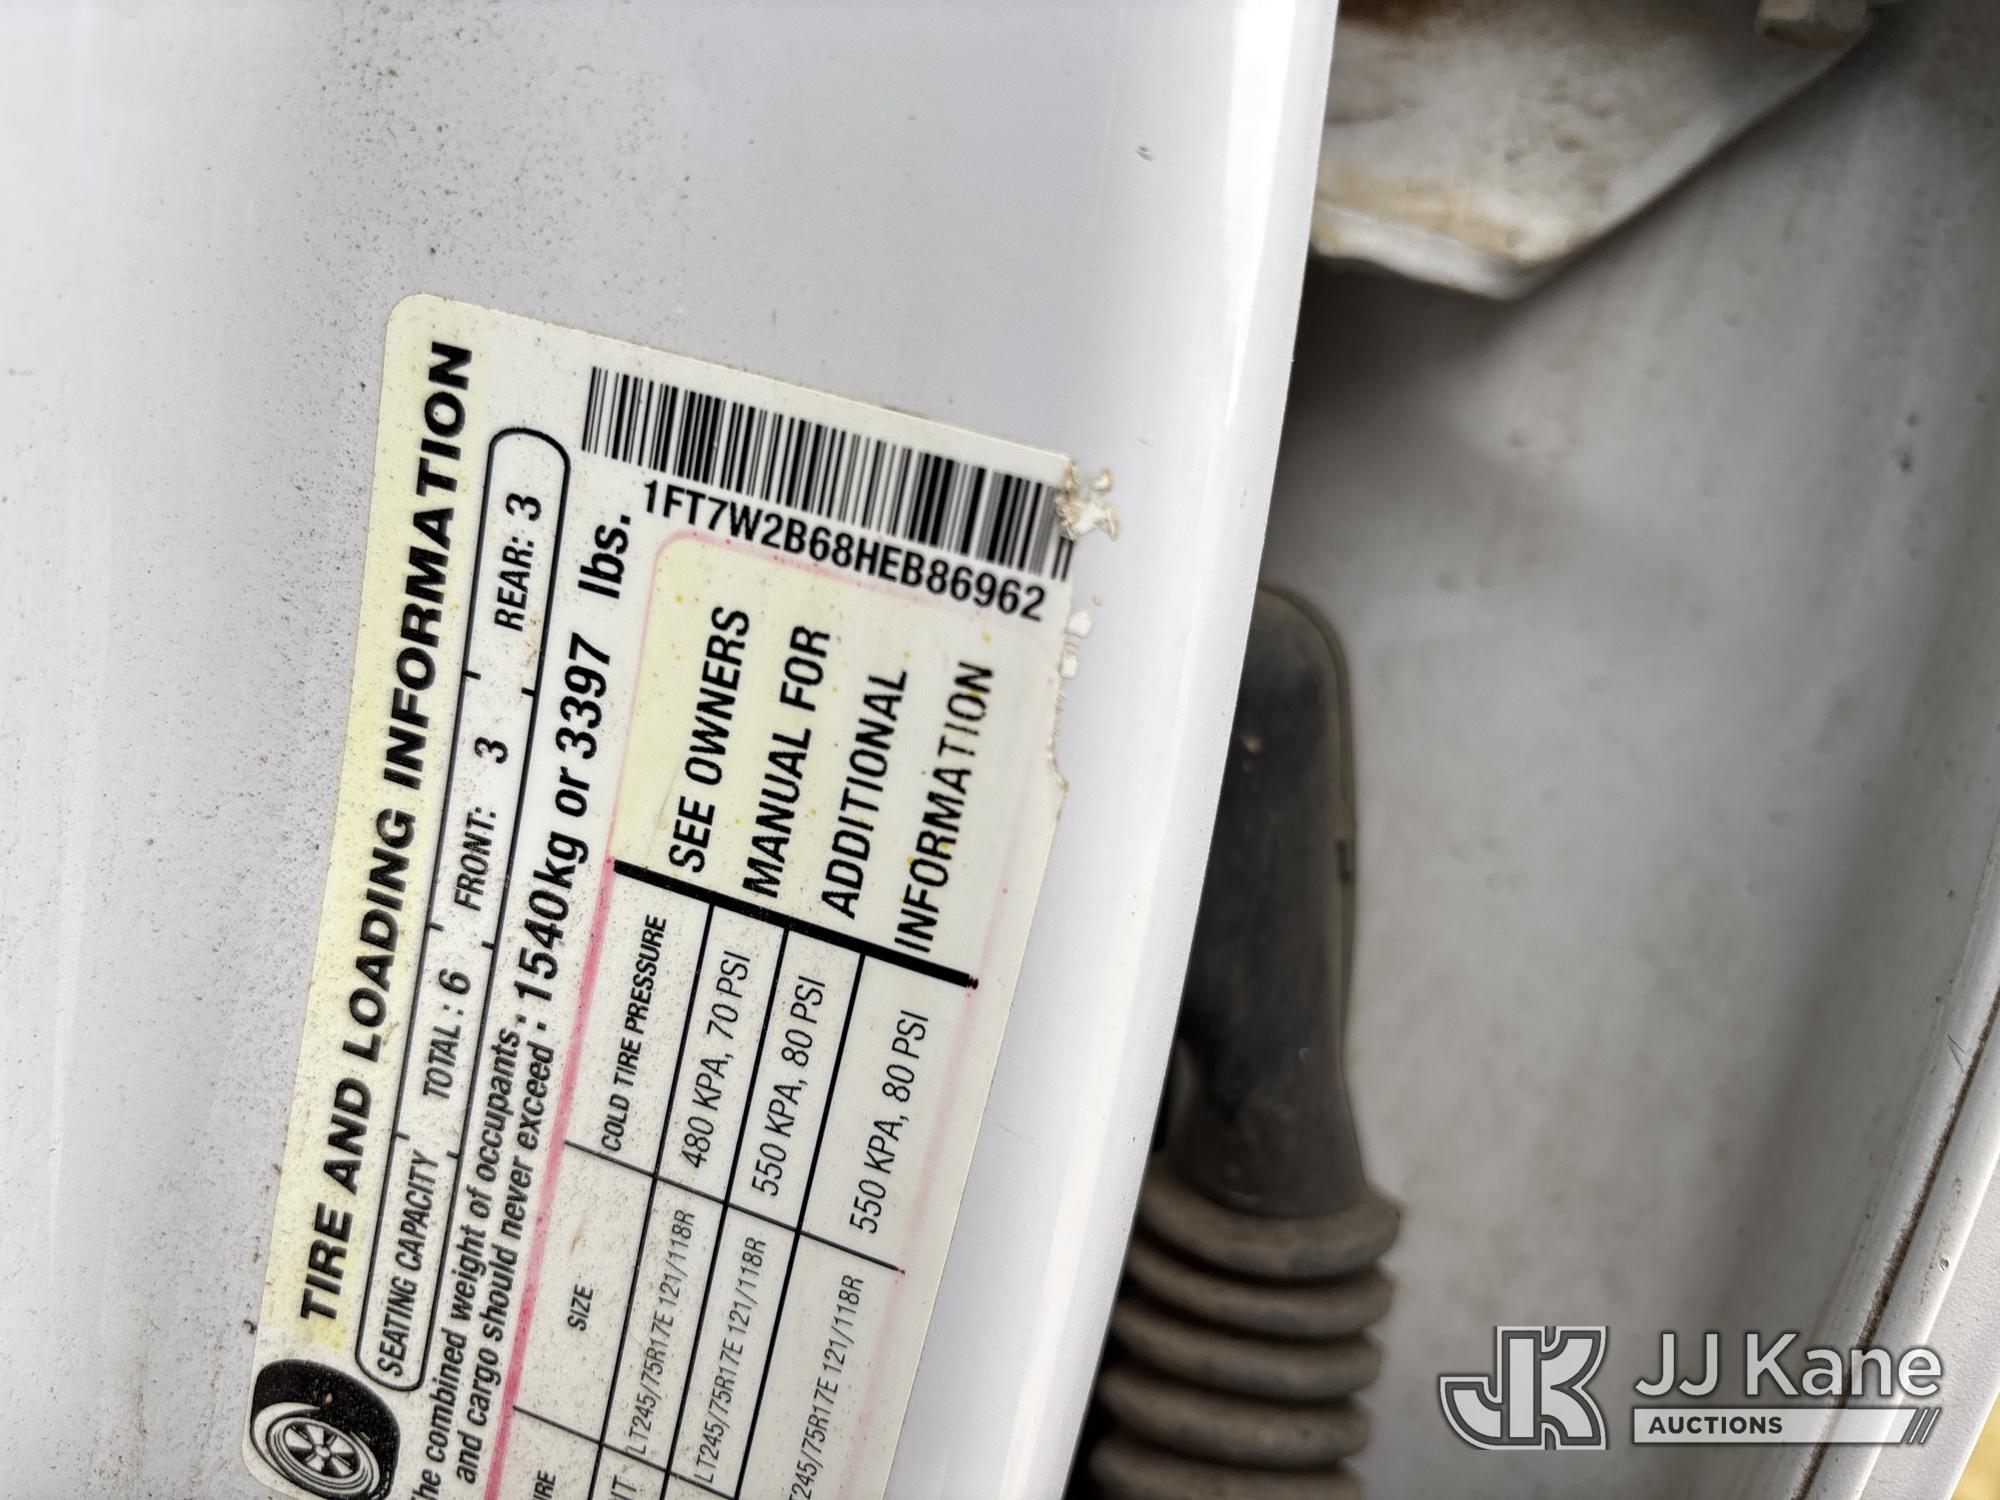 TIRE AND LOADING INFORMATION
SEATING CAPACITY TOTAL: 6 FRONT: 3 REAR: 3
The combined weight of occupants
and cargo should never exceed: 1540kg or 3397 lbs.
SIZE COLD TIRE PRESSURE
LT245/75R17E 121/118R 480 KPA, 70 PSI
LT245/75R17E 121/118R 550 KPA, 80 PSI
T245/75R17E 121/118R 550 KPA, 80 PSI
1FT7W2B68HEB86962
SEE OWNERS
MANUAL FOR
ADDITIONAL
INFORMATION
JK JJ Kane
AUCTIONS